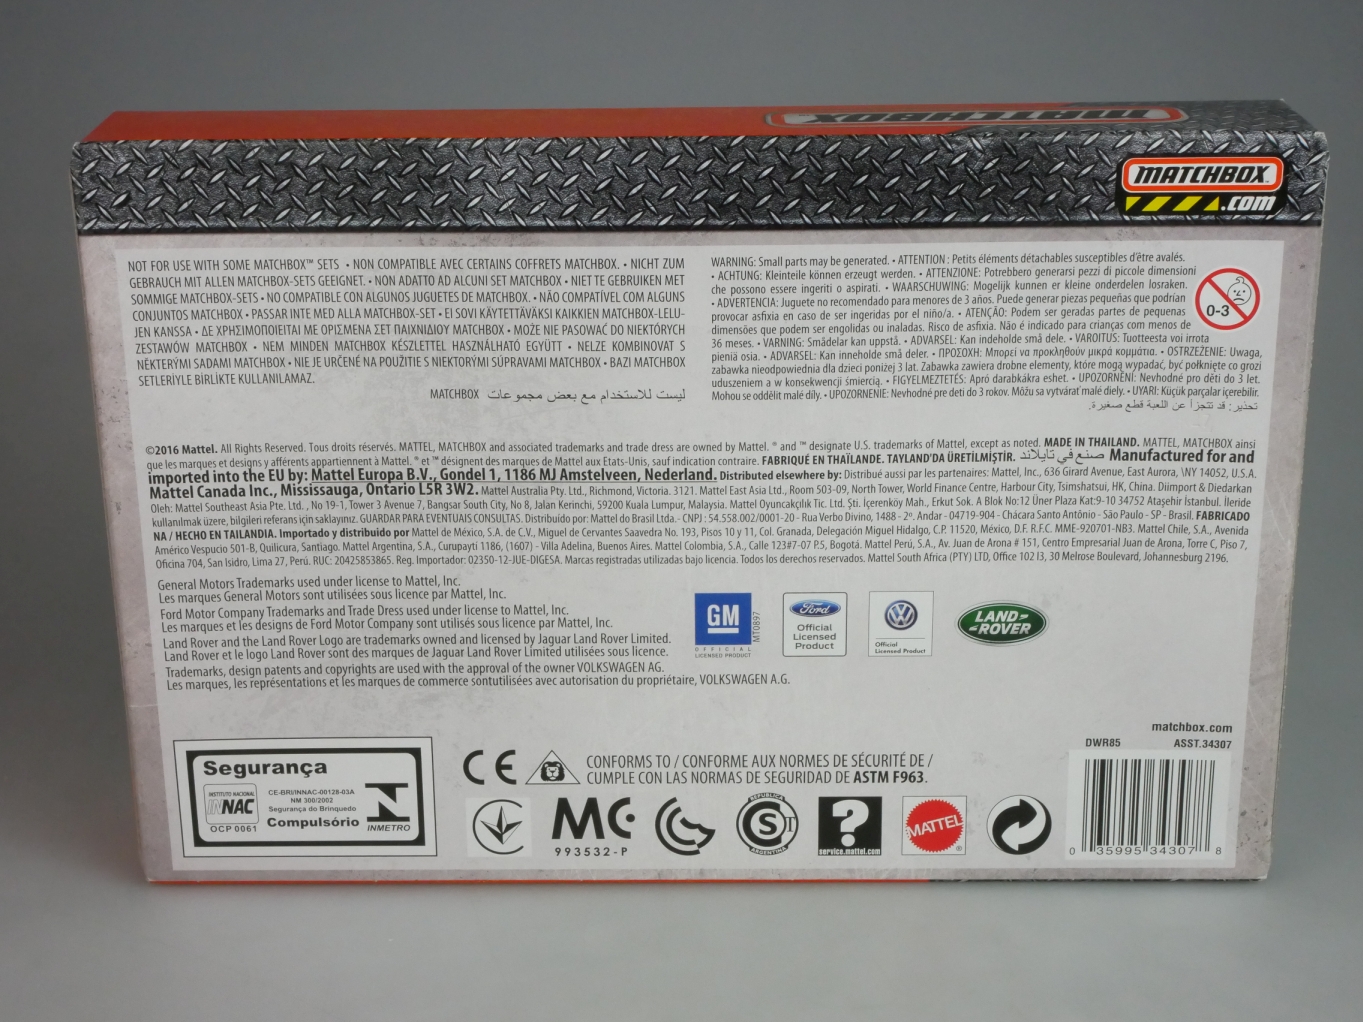 MATCHBOX
MATCHBOX
.com
NOT FOR USE WITH SOME MATCHBOX™ SETS • NON COMPATIBLE AVEC CERTAINS COFFRETS MATCHBOX. • NICHT ZUM
GEBRAUCH MIT ALLEN MATCHBOX-SETS GEEIGNET. • NON ADATTO AD ALCUNI SET MATCHBOX • NIET TE GEBRUIKEN MET
SOMMIGE MATCHBOX-SETS • NO COMPATIBLE CON ALGUNOS JUGUETES DE MATCHBOX. • NÃO COMPATÍVEL COM ALGUNS
CONJUNTOS MATCHBOX • PASSAR INTE MED ALLA MATCHBOX-SET • EI SOVI KÄYTETTÄVÄKSI KAIKKIEN MATCHBOX-LELU-
JEN KANSSA • ΔΕ ΧΡΗΣΙΜΟΠΟΙΕΙΤΑΙ ΜΕ ΟΡΙΣΜΕΝΑ ΣΕΤ ΠΑΙΧΝΙΔΙΟΥ MATCHBOX • MOŻE NIE PASOWAĆ DO NIEKTÓRYCH
ZESTAWÓW MATCHBOX • NEM MINDEN MATCHBOX KÉSZLETTEL HASZNÁLHATÓ EGYÜTT • NELZE KOMBINOVAT S
NĚKTERÝMI SADAMI MATCHBOX • NIE JE URČENÉ NA POUŽITIE S NIEKTORÝMI SÚPRAVAMI MATCHBOX • BAZI MATCHBOX
SETLERİYLE BİRLİKTE KULLANILAMAZ.
ليست للاستخدام مع بعض مجموعات MATCHBOX
WARNING: Small parts may be generated. • ATTENTION : Petits éléments détachables susceptibles d'être avalés.
• ACHTUNG: Kleinteile können erzeugt werden. • ATTENZIONE: Potrebbero generarsi pezzi di piccole dimensioni
che possono essere ingeriti o aspirati. • WAARSCHUWING: Mogelijk kunnen er kleine onderdelen losraken.
• ADVERTENCIA: Juguete no recomendado para menores de 3 años. Puede generar piezas pequeñas que podrían
provocar asfixia en caso de ser ingeridas por el niño/a. • ATENÇÃO: Podem ser geradas partes de pequenas
dimensões que podem ser engolidas ou inaladas. Risco de asfixia. Não é indicado para crianças com menos de
36 meses. • VARNING: Smådelar kan uppstå. • ADVARSEL: Kan indeholde små dele. • VAROITUS: Tuotteesta voi irrota
pieniä osia. • ADVARSEL: Kan inneholde små deler. • ΠΡΟΣΟΧΗ: Μπορεί να προκληθούν μικρά κομμάτια. • OSTRZEŻENIE: Uwaga,
zabawka nieodpowiednia dla dzieci poniżej 3 lat. Zabawka zawiera drobne elementy, które mogą wypadać, być połknięte co grozi
uduszeniem a w konsekwencji śmiercią. • FIGYELMEZTETÉS: Apró darabkákra eshet. • UPOZORNĚNÍ: Nevhodné pro děti do 3 let.
Mohou se oddělit malé díly. • UPOZORNENIE: Nevhodné pre deti do 3 rokov. Môžu sa vytvárať malé diely. • UYARI: Küçük parçalar içerebilir.
تحذير: قد تتجزأ عن اللعبة قطع صغيرة.
0-3
©2016 Mattel. All Rights Reserved. Tous droits réservés. MATTEL, MATCHBOX and associated trademarks and trade dress are owned by Mattel. ® and ™ designate U.S. trademarks of Mattel, except as noted. MADE IN THAILAND. MATTEL, MATCHBOX ainsi
que les marques et designs y afférents appartiennent à Mattel. ® et ™ désignent des marques de Mattel aux États-Unis, sauf indication contraire. FABRIQUÉ EN THAÏLANDE. TAYLAND'DA ÜRETİLMİŞTİR. صنع في تايلاند Manufactured for and
imported into the EU by: Mattel Europa B.V., Gondel 1, 1186 MJ Amstelveen, Nederland. Distributed elsewhere by: Distribué aussi par les partenaires: Mattel, Inc., 636 Girard Avenue, East Aurora, \NY 14052, U.S.A.
Mattel Canada Inc., Mississauga, Ontario L5R 3W2. Mattel Australia Pty. Ltd., Richmond, Victoria. 3121. Mattel East Asia Ltd., Room 503-09, North Tower, World Finance Centre, Harbour City, Tsimshatsui, HK, China. Diimport & Diedarkan
Oleh: Mattel Southeast Asia Pte. Ltd., No 19-1, Tower 3 Avenue 7, Bangsar South City, No 8, Jalan Kerinchi, 59200 Kuala Lumpur, Malaysia. Mattel Oyuncakçılık Tic. Ltd. Şti. İçerenköy Mah., Erkut Sok. A Blok No:12 Üner Plaza Kat:9-10 34752 Ataşehir İstanbul. İleride
kullanılmak üzere, bilgileri referans için saklayınız. GUARDAR PARA EVENTUAIS CONSULTAS. Distribuído por: Mattel do Brasil Ltda.- CNPJ : 54.558.002/0001-20 - Rua Verbo Divino, 1488 - 2º. Andar - 04719-904 - Chácara Santo Antônio - São Paulo - SP - Brasil. FABRICADO
NA / HECHO EN TAILANDIA. Importado y distribuido por Mattel de México, S.A. de C.V., Miguel de Cervantes Saavedra No. 193, Pisos 10 y 11, Col. Granada, Delegación Miguel Hidalgo, C.P. 11520, México, D.F. R.F.C. MME-920701-NB3. Mattel Chile, S.A., Avenida
Américo Vespucio 501-B, Quilicura, Santiago. Mattel Argentina, S.A., Curupaytí 1186, (1607) - Villa Adelina, Buenos Aires. Mattel Colombia, S.A., Calle 123#7-07 P.5, Bogotá. Mattel Perú, S.A., Av. Juan de Arona # 151, Centro Empresarial Juan de Arona, Torre C, Piso 7,
Oficina 704, San Isidro, Lima 27, Perú. RUC: 20425853865. Reg. Importador: 02350-12-JUE-DIGESA. Marcas registradas utilizadas bajo licencia. Todos los derechos reservados. Mattel South Africa (PTY) LTD, Office 102 I3, 30 Melrose Boulevard, Johannesburg 2196.
General Motors Trademarks used under license to Mattel, Inc.
Les marques General Motors sont utilisées sous licence par Mattel, Inc.
Ford Motor Company Trademarks and Trade Dress used under license to Mattel, Inc.
Les marques et les designs de Ford Motor Company sont utilisés sous licence par Mattel, Inc.
Land Rover and the Land Rover Logo are trademarks owned and licensed by Jaguar Land Rover Limited.
Land Rover et le logo Land Rover sont des marques de Jaguar Land Rover Limited utilisées sous licence.
Trademarks, design patents and copyrights are used with the approval of the owner VOLKSWAGEN AG.
Les marques, les représentations et les marques de commerce sontutilisées avec autorisation du propriétaire, VOLKSWAGEN A.G.
GM
OFFICIAL
LICENSED PRODUCT
MT0897
Ford
Official
Licensed
Product
VW
Official
Licensed Product
LAND
ROVER
matchbox.com
DWR85 ASST.34307
0 35995 34307 8
Segurança
INSTITUTO NACIONAL
INNAC
OCP 0061
CE-BRI/INNAC-00128-03A
NM 300/2002
Segurança do Brinquedo
Compulsório
INMETRO
CE
CONFORMS TO / CONFORME AUX NORMES DE SÉCURITÉ DE /
CUMPLE CON LAS NORMAS DE SEGURIDAD DE ASTM F963.
MC
993532-P
REPUBLICA
S T
ARGENTINA
?
service.mattel.com
MATTEL
®